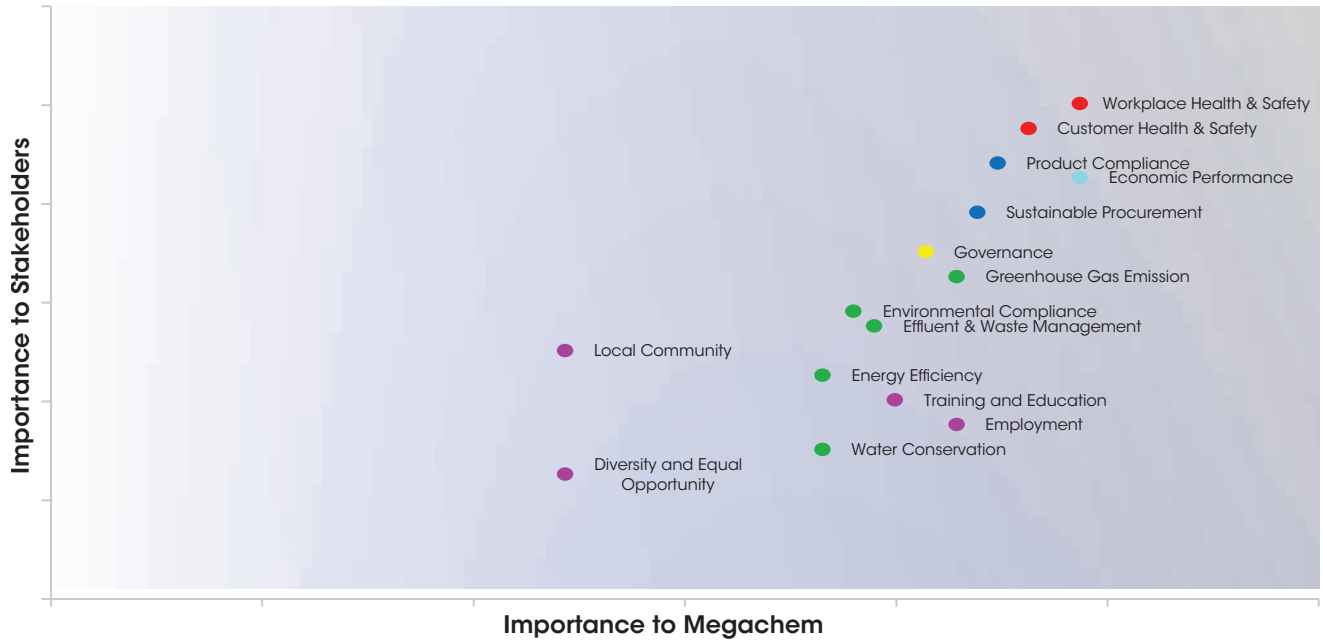 Importance to Stakeholders
Workplace Health & Safety
Customer Health & Safety
Product Compliance
Economic Performance
Sustainable Procurement
Governance
Greenhouse Gas Emission
Environmental Compliance
Effluent & Waste Management
Local Community
Energy Efficiency
Training and Education
Employment
Water Conservation
Diversity and Equal
Opportunity
Importance to Megachem